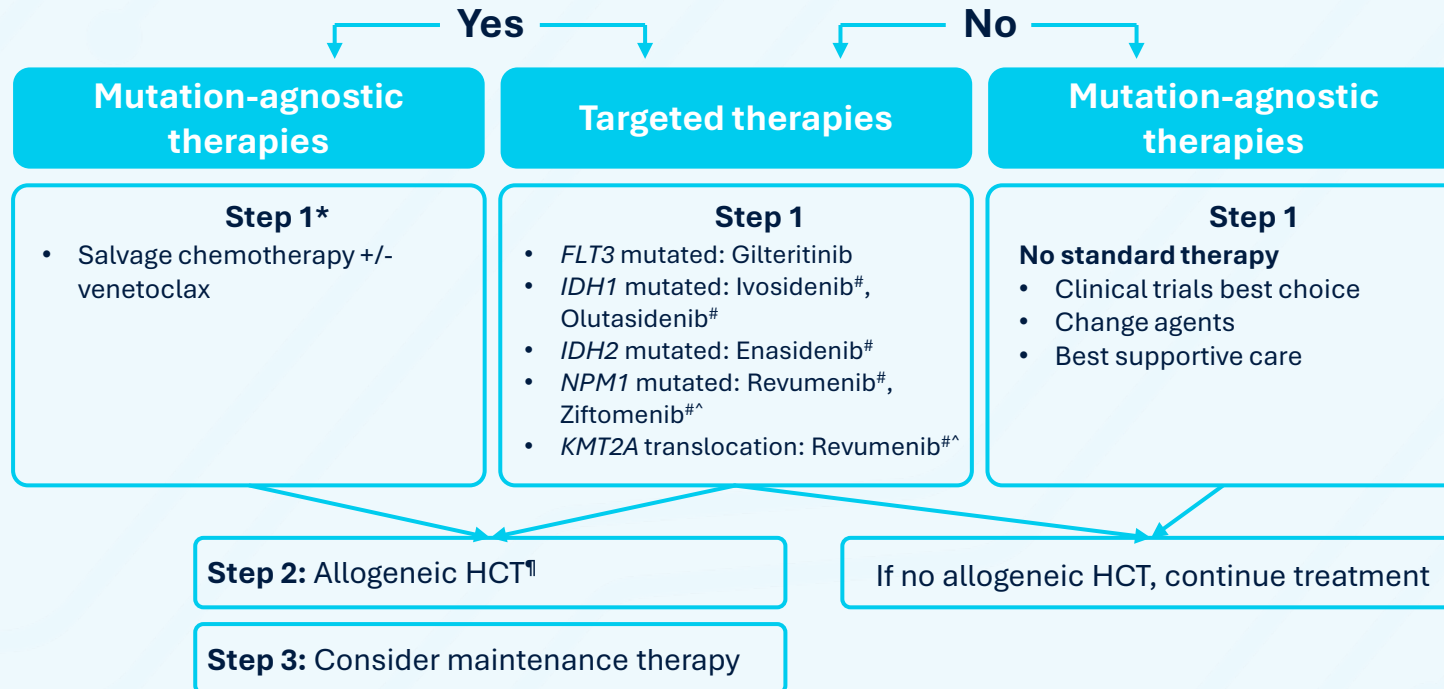 Yes
No
Mutation-agnostic
therapies
Targeted therapies
Mutation-agnostic
therapies
Step 1*
• Salvage chemotherapy +/-
venetoclax
Step 1
• FLT3 mutated: Gilteritinib
• IDH1 mutated: Ivosidenib#,
Olutasidenib#
• IDH2 mutated: Enasidenib#
• NPM1 mutated: Revumenib#,
Ziftomenib#^
• KMT2A translocation: Revumenib#^
Step 1
No standard therapy
• Clinical trials best choice
• Change agents
• Best supportive care
Step 2: Allogeneic HCT¶
If no allogeneic HCT, continue treatment
Step 3: Consider maintenance therapy